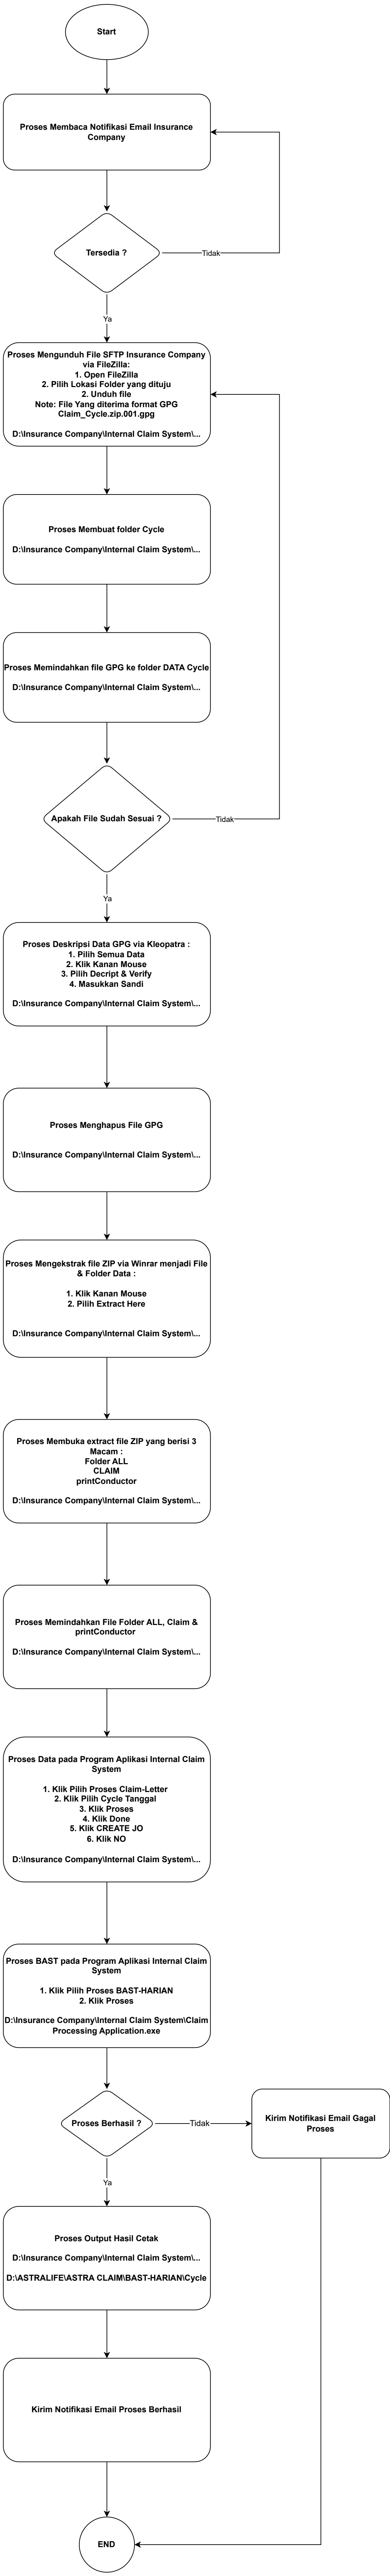 Start
Proses Membaca Notifikasi Email Insurance
Company
Tersedia ?
Tidak
Ya
Proses Mengunduh File SFTP Insurance Company
via FileZilla:
1. Open FileZilla
2. Pilih Lokasi Folder yang dituju
2. Unduh file
Note: File Yang diterima format GPG
Claim_Cycle.zip.001.gpg
D:\Insurance Company\Internal Claim System\...
Proses Membuat folder Cycle
D:\Insurance Company\Internal Claim System\...
Proses Memindahkan file GPG ke folder DATA Cycle
D:\Insurance Company\Internal Claim System\...
Apakah File Sudah Sesuai ?
Tidak
Ya
Proses Deskripsi Data GPG via Kleopatra :
1. Pilih Semua Data
2. Klik Kanan Mouse
3. Pilih Decript & Verify
4. Masukkan Sandi
D:\Insurance Company\Internal Claim System\...
Proses Menghapus File GPG
D:\Insurance Company\Internal Claim System\...
Proses Mengekstrak file ZIP via Winrar menjadi File
& Folder Data :
1. Klik Kanan Mouse
2. Pilih Extract Here
D:\Insurance Company\Internal Claim System\...
Proses Membuka extract file ZIP yang berisi 3
Macam :
Folder ALL
CLAIM
printConductor
D:\Insurance Company\Internal Claim System\...
Proses Memindahkan File Folder ALL, Claim &
printConductor
D:\Insurance Company\Internal Claim System\...
Proses Data pada Program Aplikasi Internal Claim
System
1. Klik Pilih Proses Claim-Letter
2. Klik Pilih Cycle Tanggal
3. Klik Proses
4. Klik Done
5. Klik CREATE JO
6. Klik NO
D:\Insurance Company\Internal Claim System\...
Proses BAST pada Program Aplikasi Internal Claim
System
1. Klik Pilih Proses BAST-HARIAN
2. Klik Proses
D:\Insurance Company\Internal Claim System\Claim
Processing Application.exe
Proses Berhasil ?
Tidak
Kirim Notifikasi Email Gagal
Proses
Ya
Proses Output Hasil Cetak
D:\Insurance Company\Internal Claim System\...
D:\ASTRALIFE\ASTRA CLAIM\BAST-HARIAN\Cycle
Kirim Notifikasi Email Proses Berhasil
END